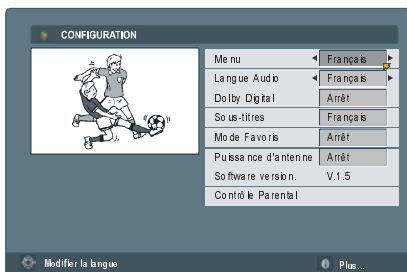 CONFIGURATION
Menu Français
Langue Audio Français
Dolby Digital Arrêt
Sous-titres Français
Mode Favoris Arrêt
Puissance d'antenne Arrêt
Software version. V.1.5
Contrôle Parental
Modifier la langue Plus...